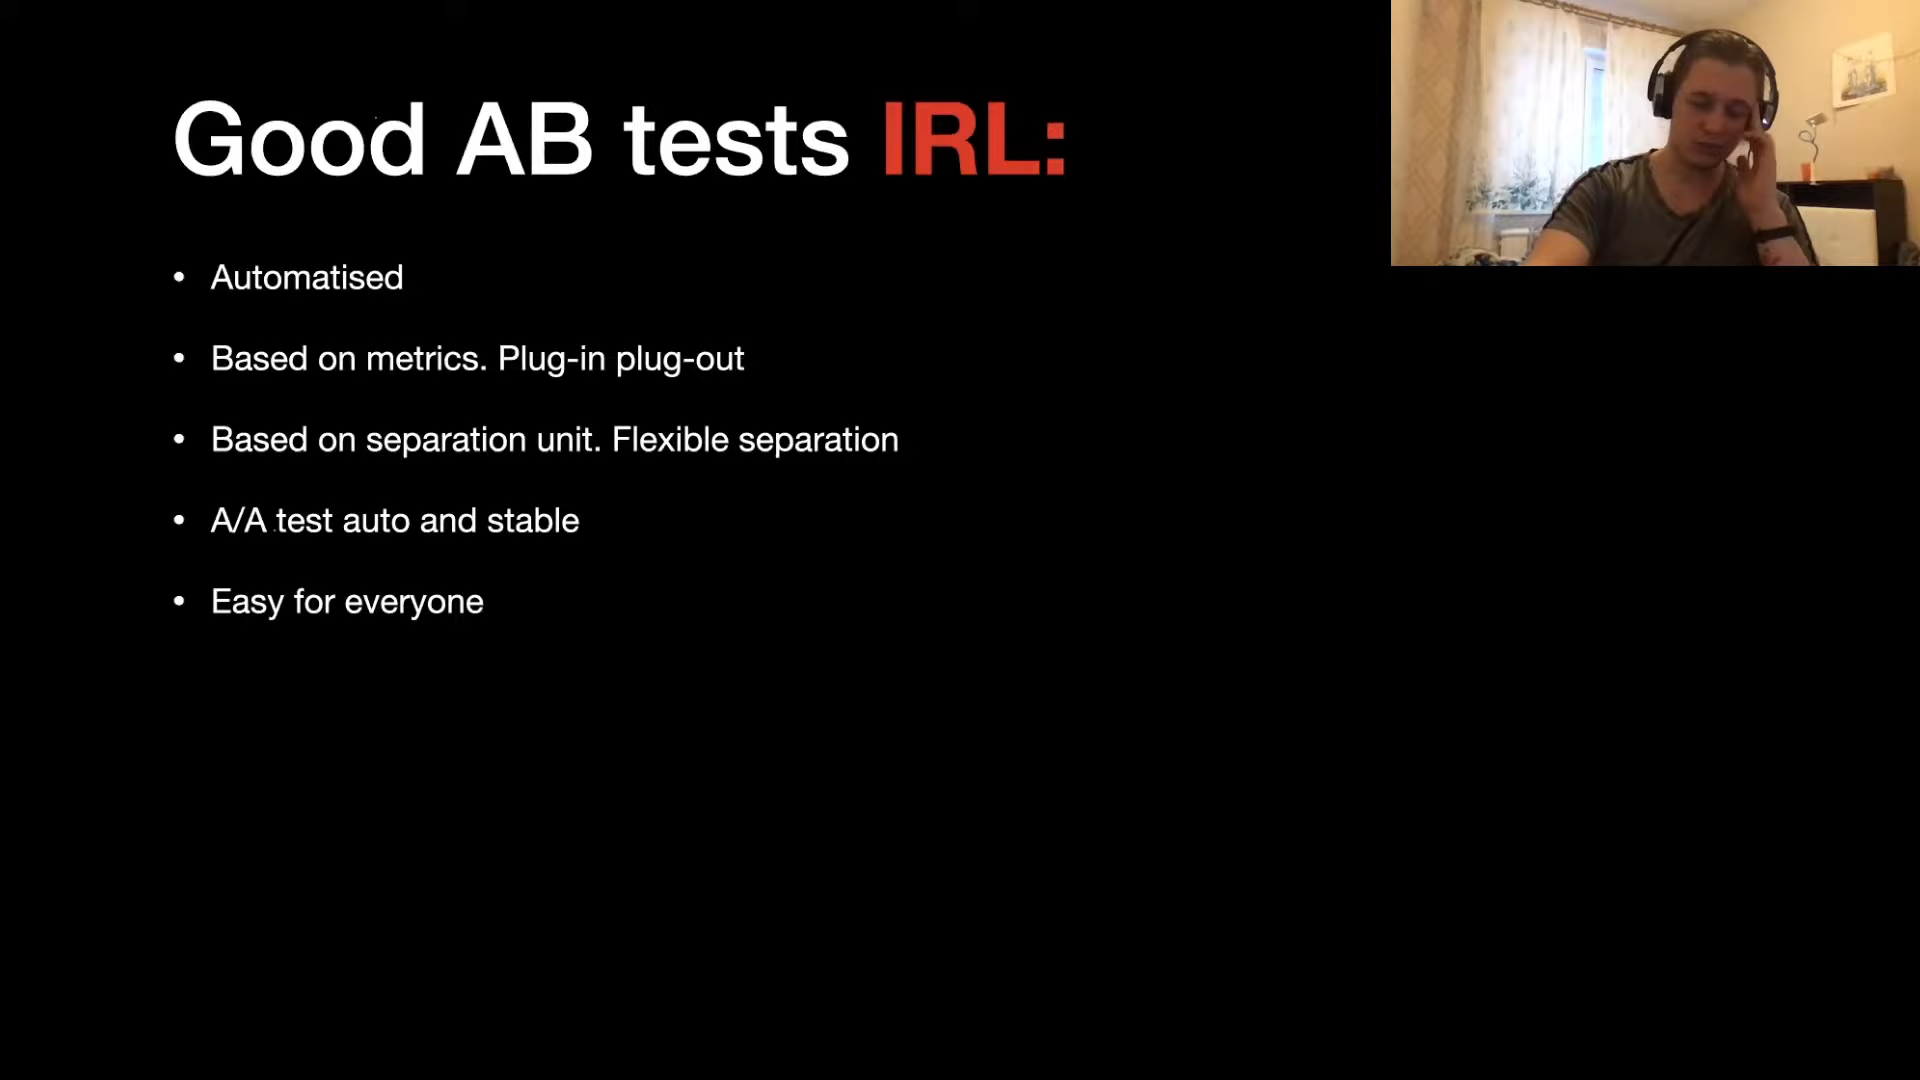 Good AB tests IRL:
• Automatised
• Based on metrics. Plug-in plug-out
• Based on separation unit. Flexible separation
• A/A test auto and stable
• Easy for everyone